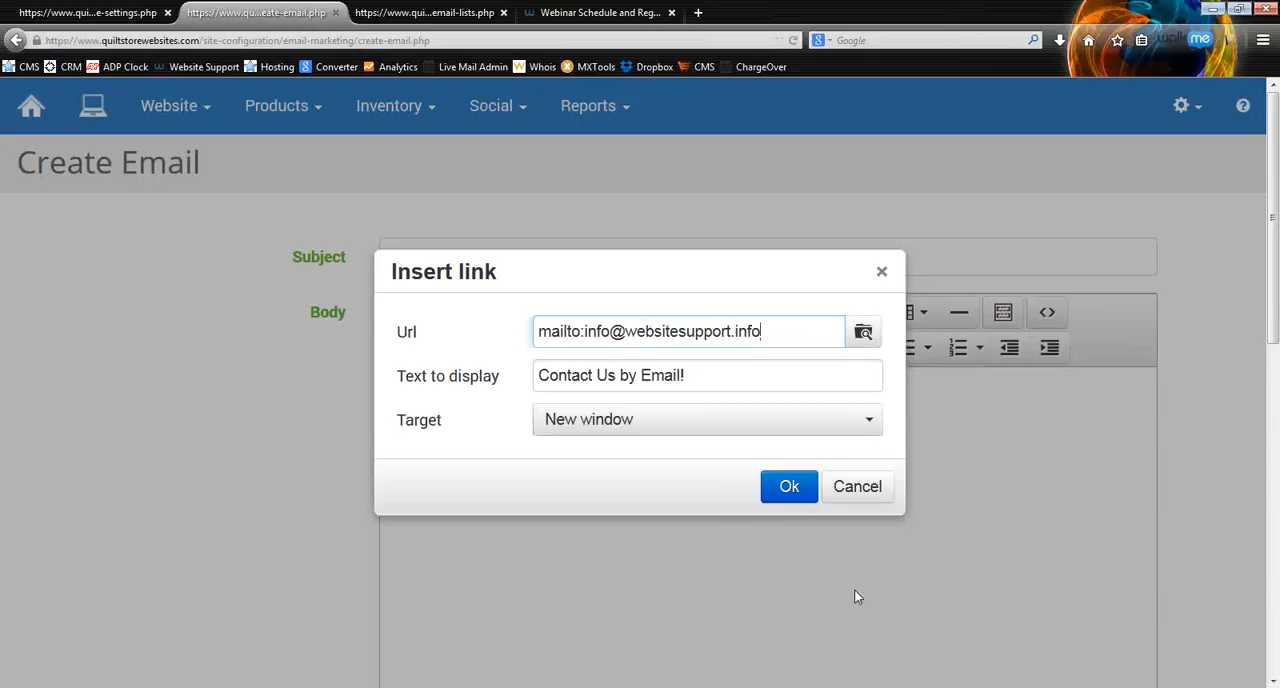 https://www.qui...e-settings.php
https://www.qu...eate-email.php
https://www.qui...email-lists.php
Webinar Schedule and Reg...
https://www.quiltstorewebsites.com/site-configuration/email-marketing/create-email.php
Google
me
CMS CRM ADP Clock Website Support Hosting Converter Analytics Live Mail Admin Whois MXTools Dropbox CMS ChargeOver
Website Products Inventory Social Reports
Create Email
Subject
Insert link
Body
Url mailto:info@websitesupport.info
Text to display Contact Us by Email!
Target New window
Ok Cancel